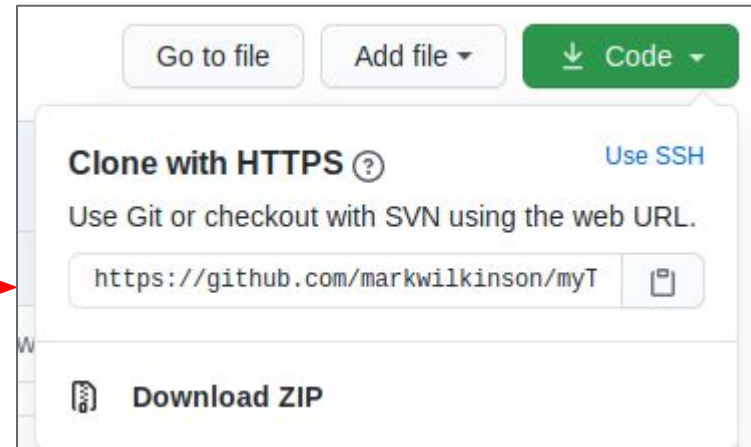 Go to file Add file Code
Clone with HTTPS ? Use SSH
Use Git or checkout with SVN using the web URL.
https://github.com/markwilkinson/myT
w
Download ZIP